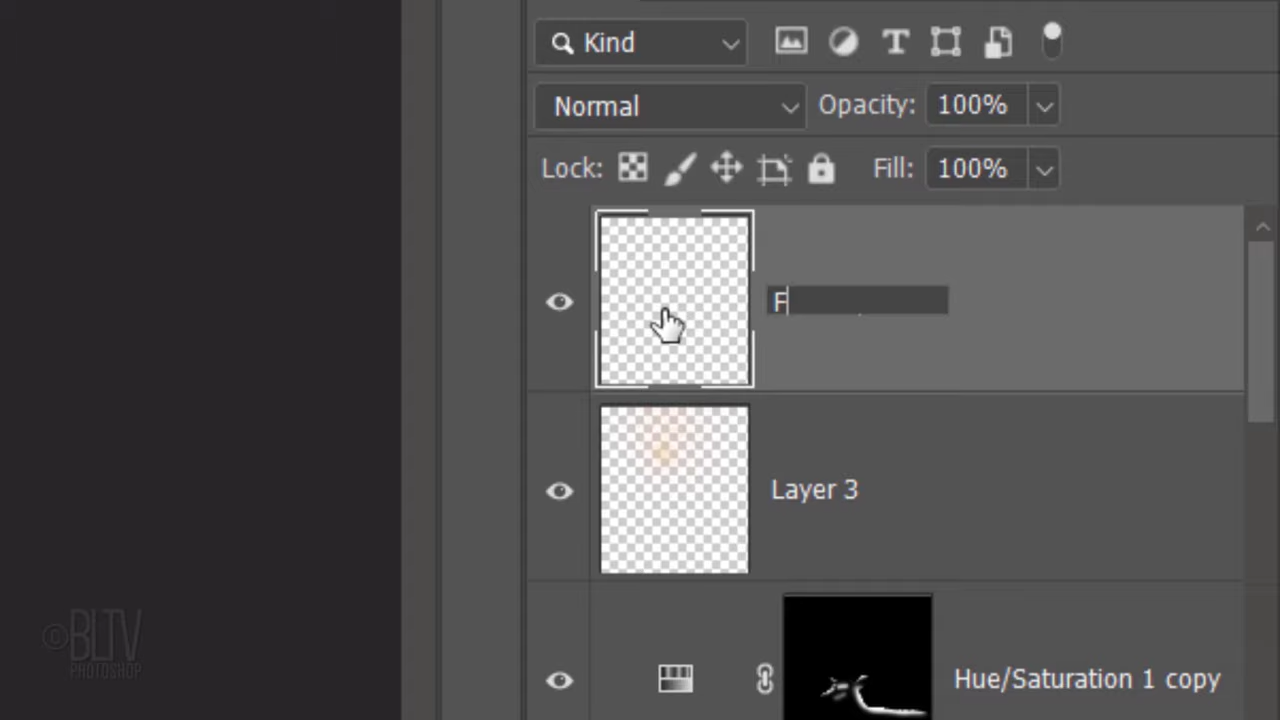 Kind
Normal Opacity: 100%
Lock: Fill: 100%
F
Layer 3
Hue/Saturation 1 copy
©BLTV
PHOTOSHOP